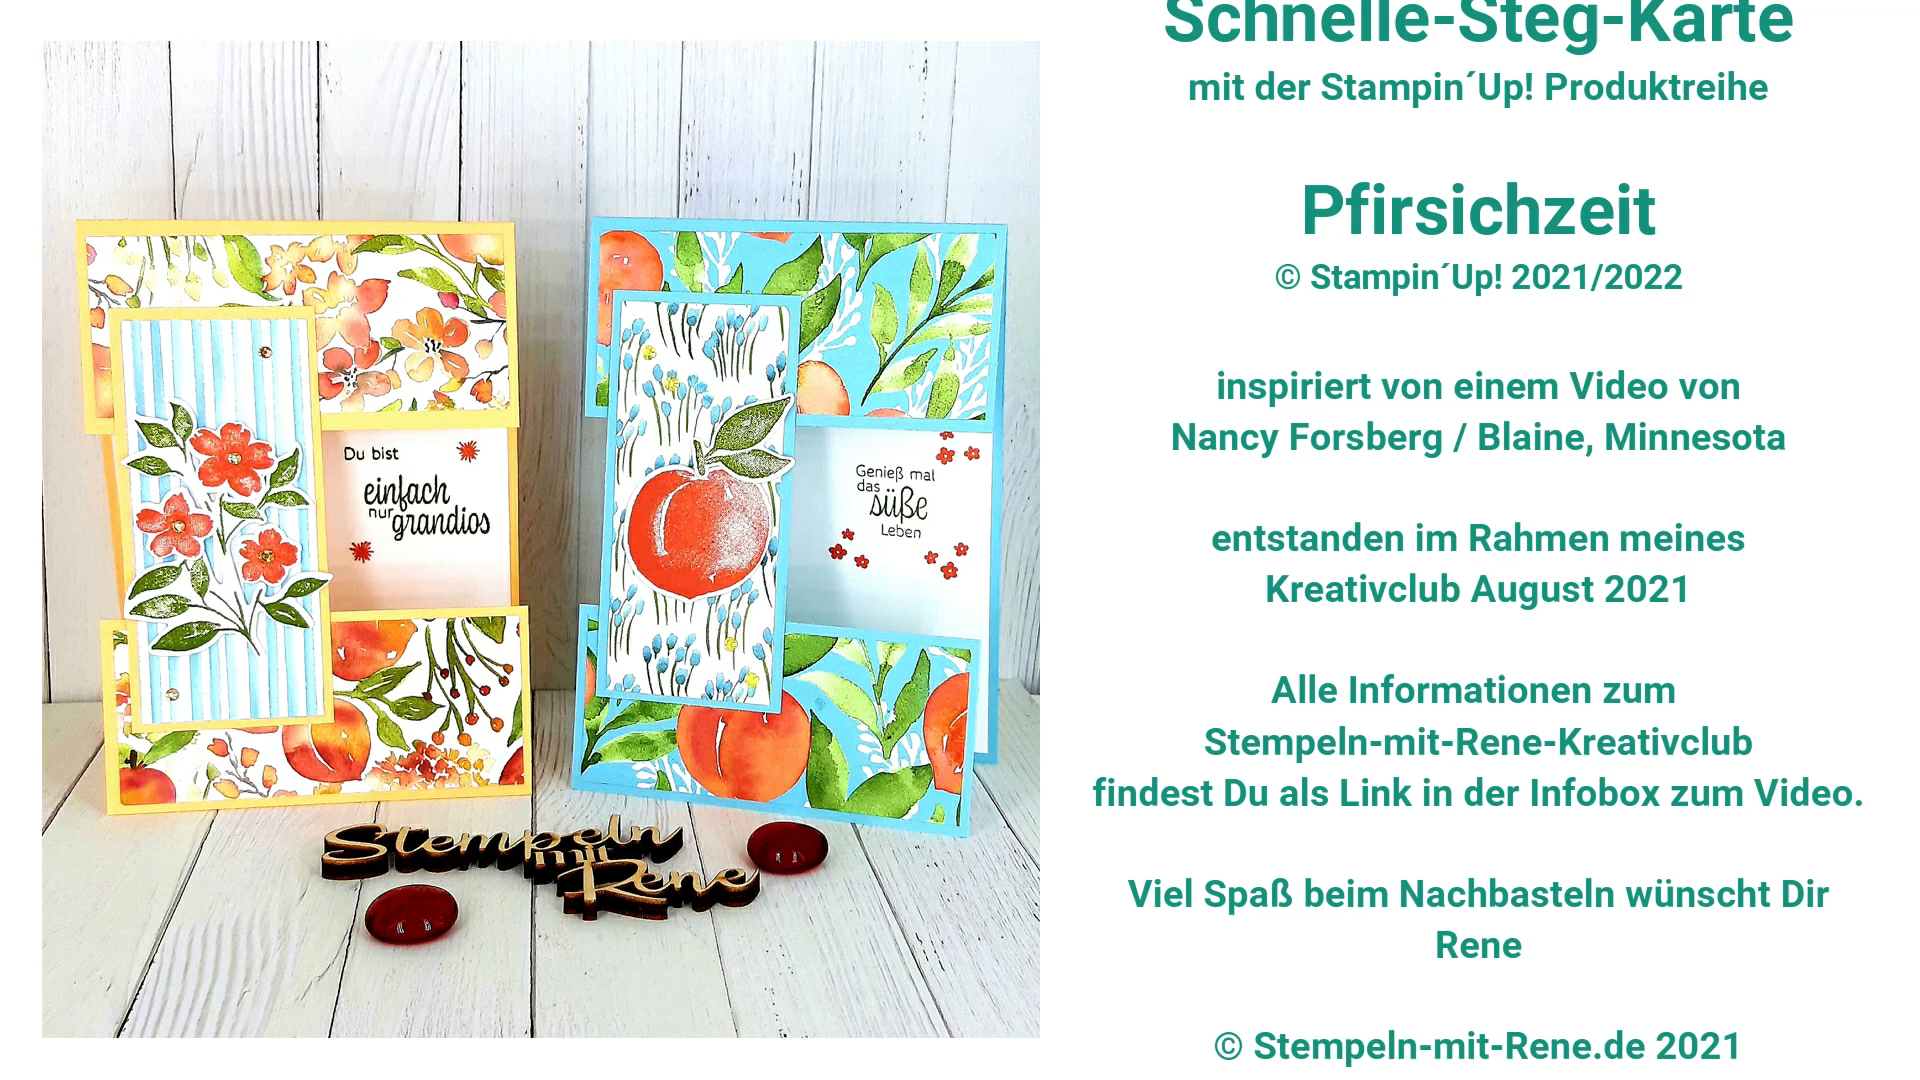 Schnelle-Steg-Karte
mit der Stampin´Up! Produktreihe
Pfirsichzeit
© Stampin´Up! 2021/2022
inspiriert von einem Video von
Nancy Forsberg / Blaine, Minnesota
entstanden im Rahmen meines
Kreativclub August 2021
Alle Informationen zum
Stempeln-mit-Rene-Kreativclub
findest Du als Link in der Infobox zum Video.
Viel Spaß beim Nachbasteln wünscht Dir
Rene
© Stempeln-mit-Rene.de 2021
Du bist
einfach
nur
grandios
Genieß mal
das
süße
Leben
Stempeln
mit
Rene